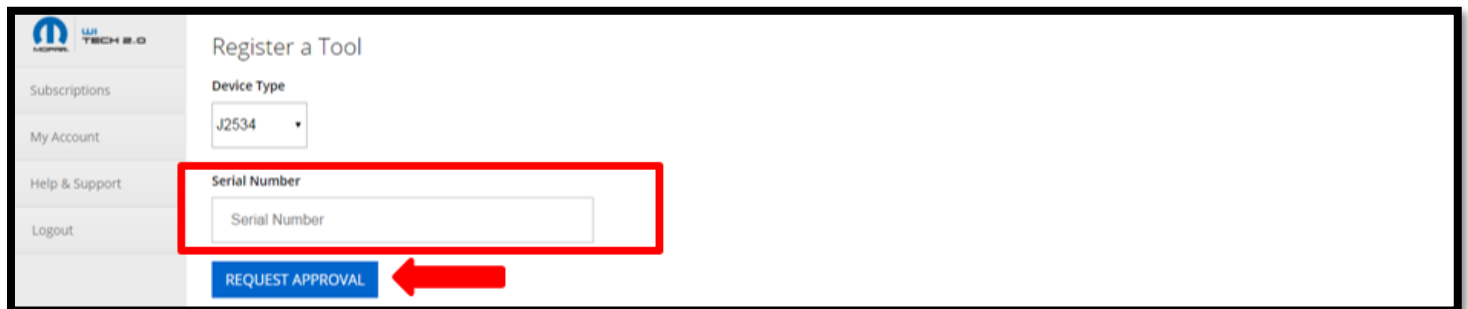 MOPAR.
WI
TECH 2.0
Subscriptions
My Account
Help & Support
Logout
Register a Tool
Device Type
J2534
Serial Number
Serial Number
REQUEST APPROVAL